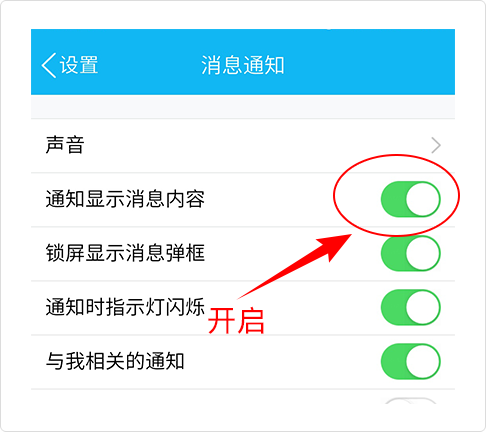 设置
消息通知
声音
通知显示消息内容
锁屏显示消息弹框
通知时指示灯闪烁
开启
与我相关的通知